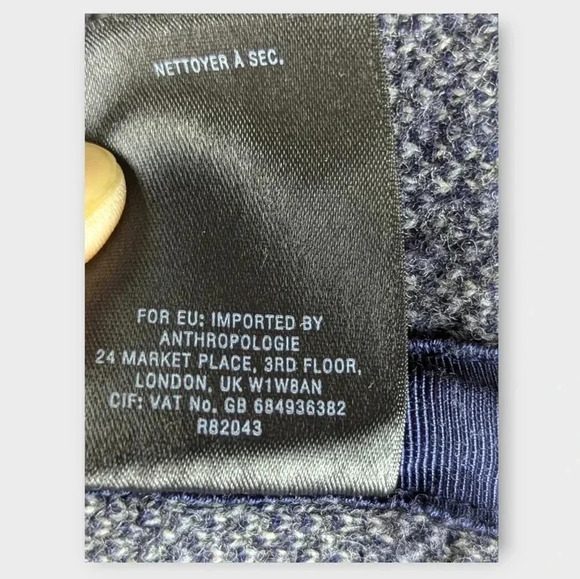 NETTOYER À SEC.
FOR EU: IMPORTED BY
ANTHROPOLOGIE
24 MARKET PLACE, 3RD FLOOR,
LONDON, UK W1W8AN
CIF: VAT No. GB 684936382
R82043